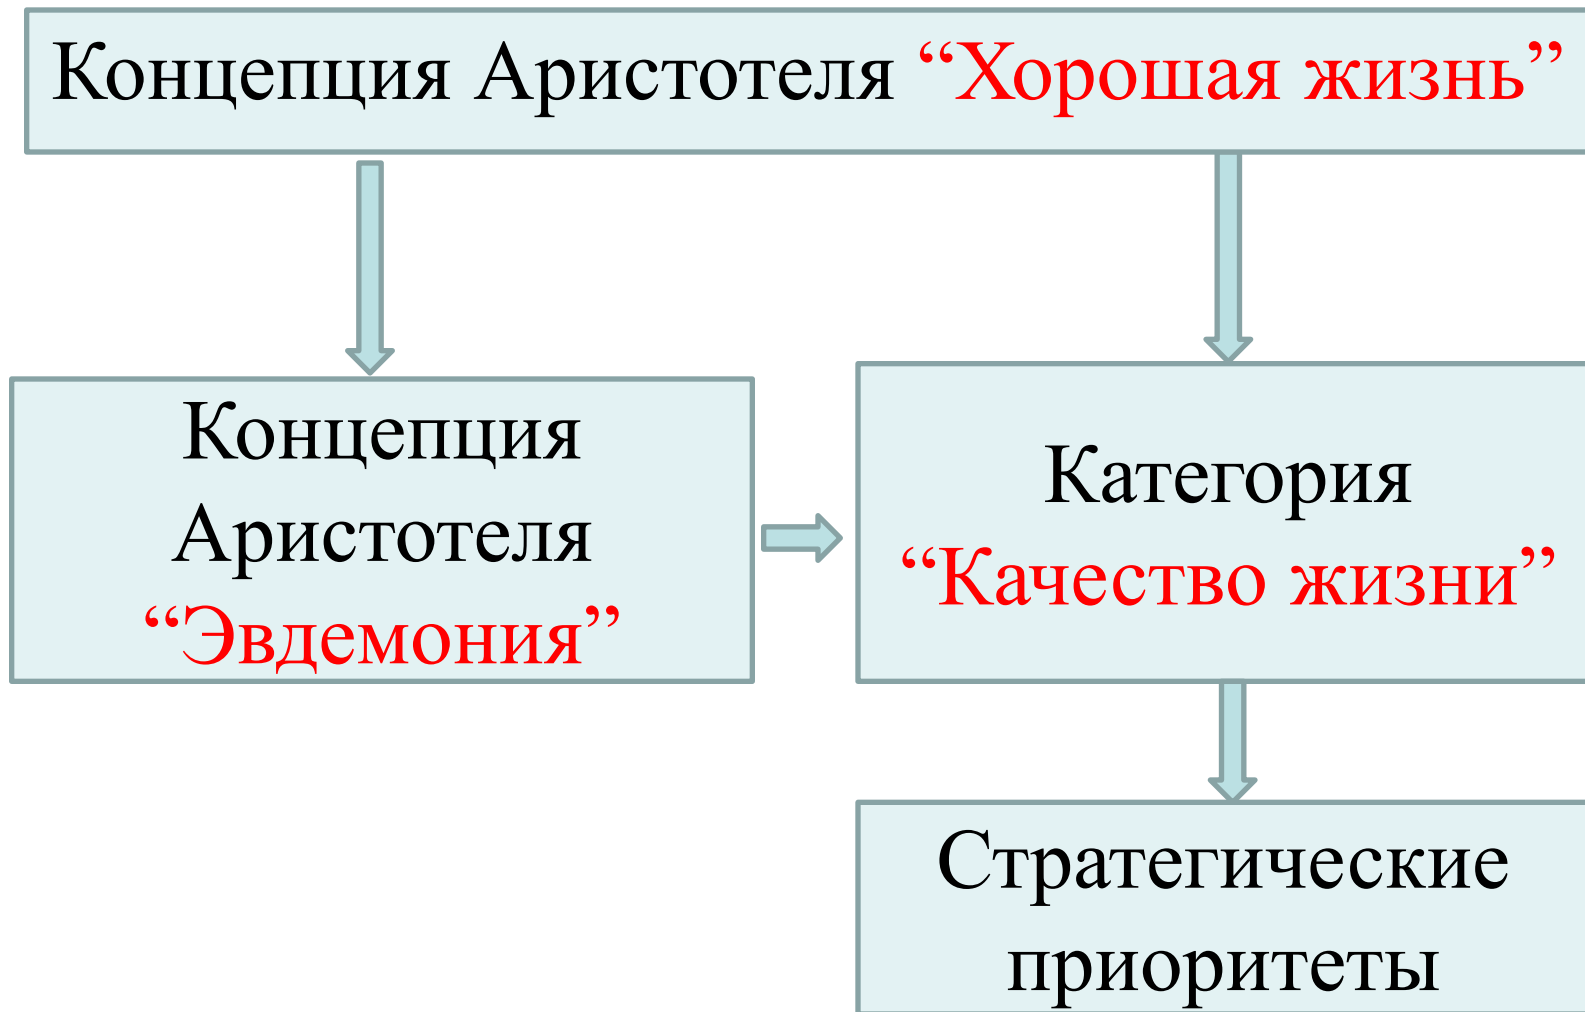 Концепция Аристотеля “Хорошая жизнь”
Концепция
Аристотеля
“Эвдемония”
Категория
“Качество жизни”
Стратегические
приоритеты